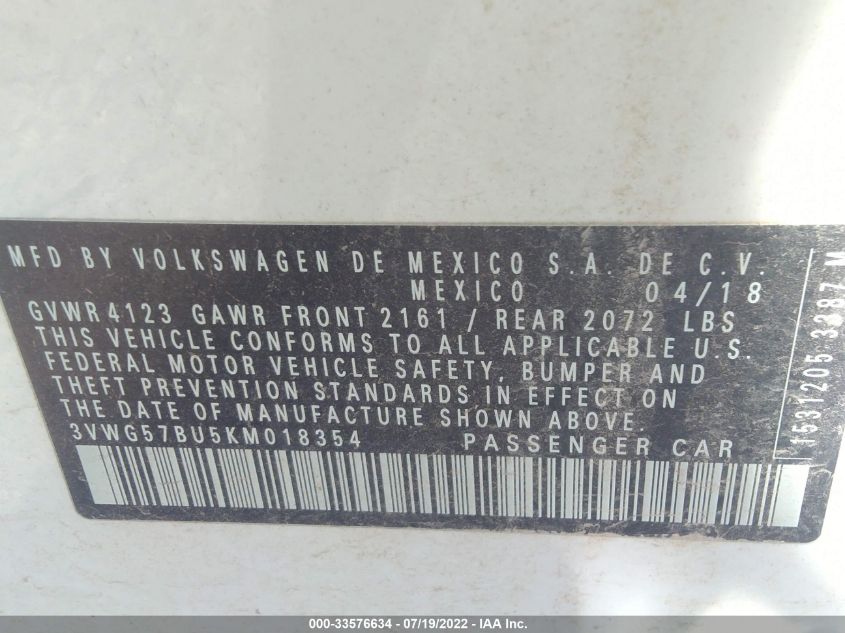 MFD BY VOLKSWAGEN DE MEXICO S.A. DE C.V.
MEXICO 04/18
GVWR 4123 GAWR FRONT 2161 / REAR 2072 LBS
THIS VEHICLE CONFORMS TO ALL APPLICABLE U.S.
FEDERAL MOTOR VEHICLE SAFETY, BUMPER AND
THEFT PREVENTION STANDARDS IN EFFECT ON
THE DATE OF MANUFACTURE SHOWN ABOVE.
3VWG57BU5KM018354 PASSENGER CAR
1531205 3387 M
000-33576634 - 07/19/2022 - IAA Inc.